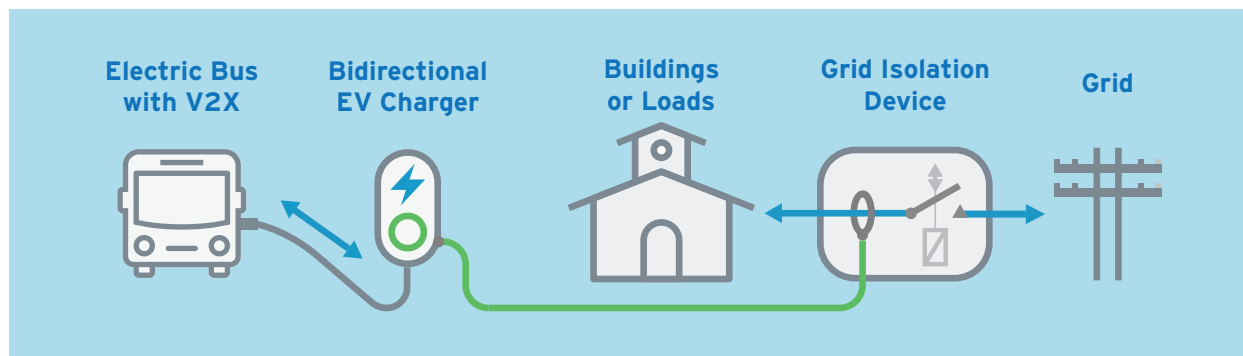 Electric Bus
with V2X
Bidirectional
EV Charger
Buildings
or Loads
Grid Isolation
Device
Grid